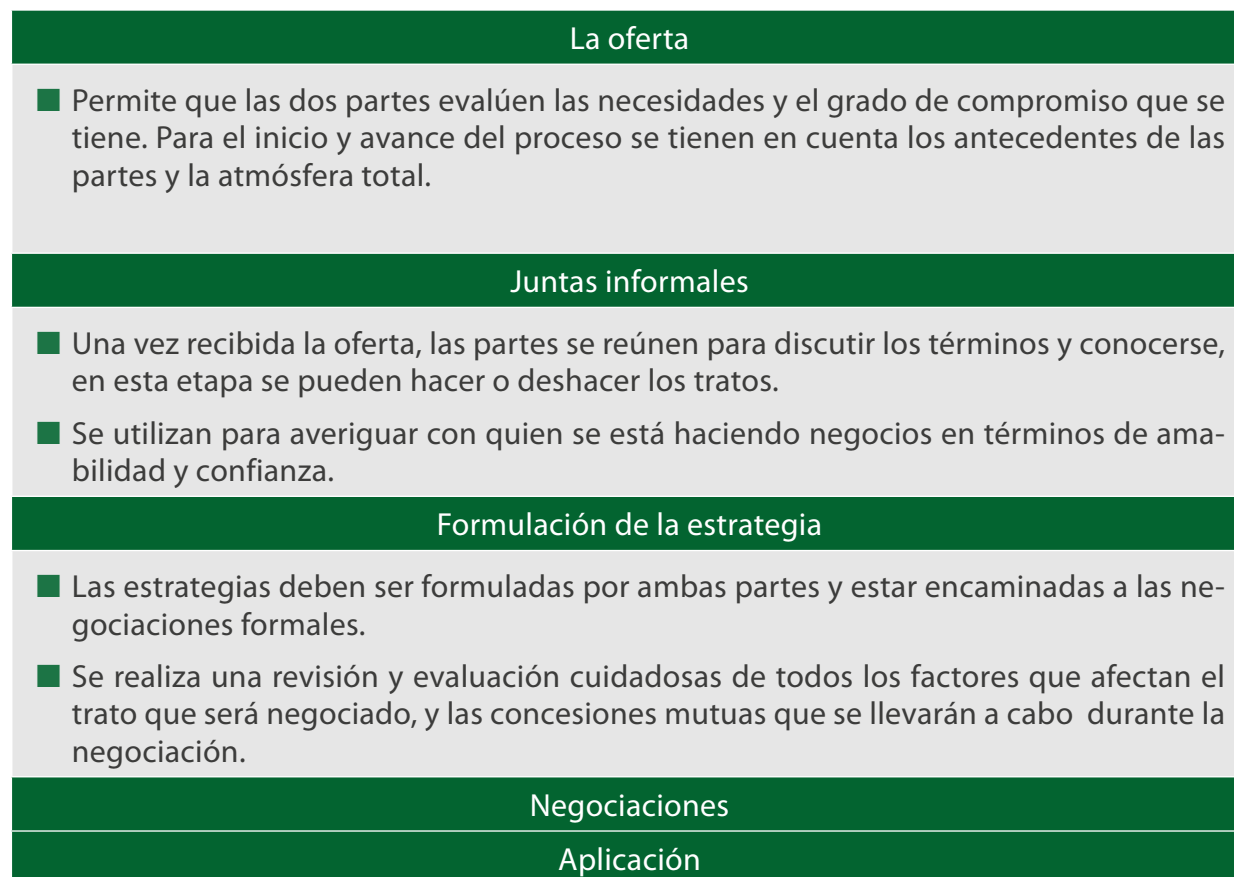 La oferta
■ Permite que las dos partes evalúen las necesidades y el grado de compromiso que se
tiene. Para el inicio y avance del proceso se tienen en cuenta los antecedentes de las
partes y la atmósfera total.
Juntas informales
■ Una vez recibida la oferta, las partes se reúnen para discutir los términos y conocerse,
en esta etapa se pueden hacer o deshacer los tratos.
■ Se utilizan para averiguar con quien se está haciendo negocios en términos de ama-
bilidad y confianza.
Formulación de la estrategia
■ Las estrategias deben ser formuladas por ambas partes y estar encaminadas a las ne-
gociaciones formales.
■ Se realiza una revisión y evaluación cuidadosas de todos los factores que afectan el
trato que será negociado, y las concesiones mutuas que se llevarán a cabo durante la
negociación.
Negociaciones
Aplicación